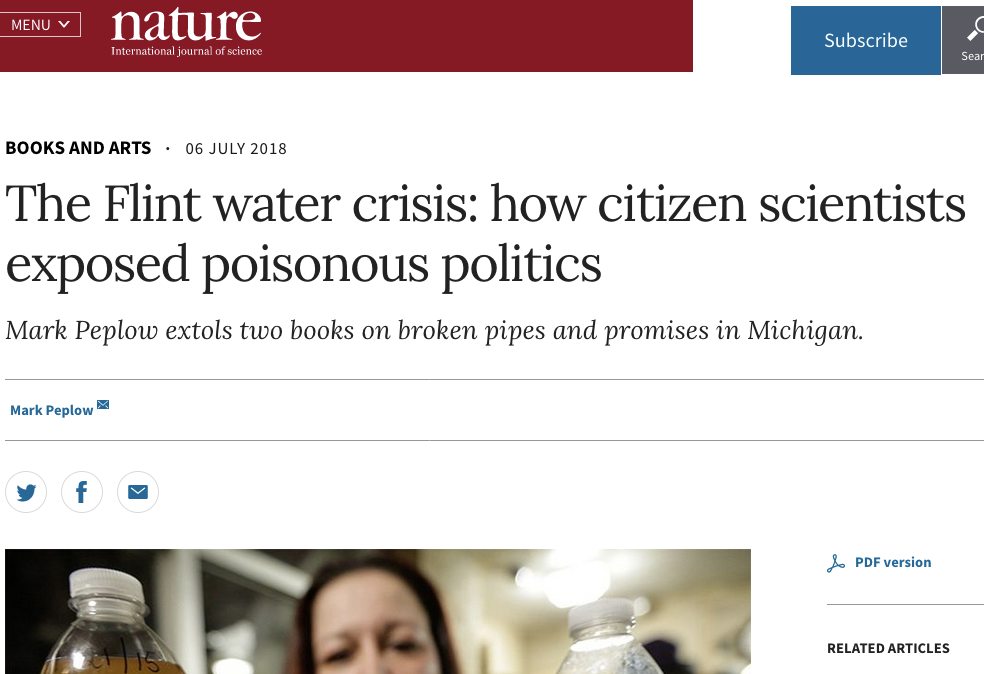 MENU
nature
International journal of science
Subscribe
BOOKS AND ARTS · 06 JULY 2018
The Flint water crisis: how citizen scientists
exposed poisonous politics
Mark Peplow extols two books on broken pipes and promises in Michigan.
Mark Peplow
PDF version
RELATED ARTICLES